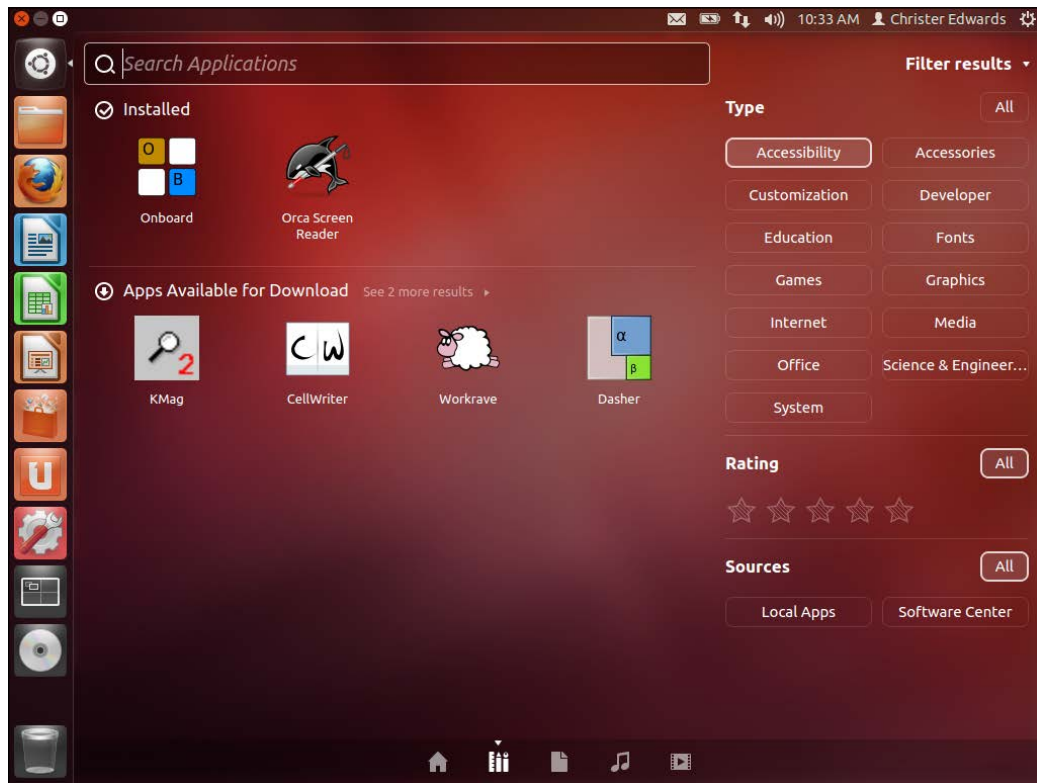 10:33 AM Christer Edwards
Search Applications
Filter results
Installed
O
B
Onboard
Orca Screen
Reader
Apps Available for Download See 2 more results
2
KMag
C W
CellWriter
Workrave
α
β
Dasher
Type
All
Accessibility
Accessories
Customization
Developer
Education
Fonts
Games
Graphics
Internet
Media
Office
Science & Engineer...
System
Rating
All
Sources
All
Local Apps
Software Center